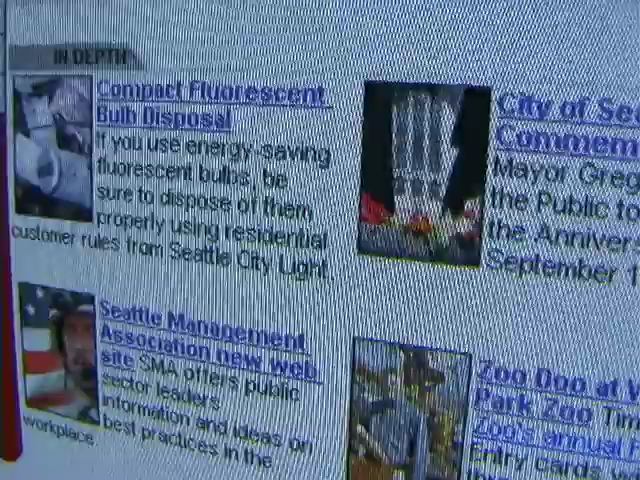 IN DEPTH
Compact Fluorescent
Bulb Disposal
If you use energy-saving
fluorescent bulbs, be
sure to dispose of them
properly using residential
customer rules from Seattle City Light.
City of Se
Commem
Mayor Greg
the Public to
the Anniver
September 1
Seattle Management
Association new web
site SMA offers public
sector leaders
information and ideas on
best practices in the
workplace.
Zoo Doo at W
Park Zoo Tim
Zoo's annual
Entry cards w